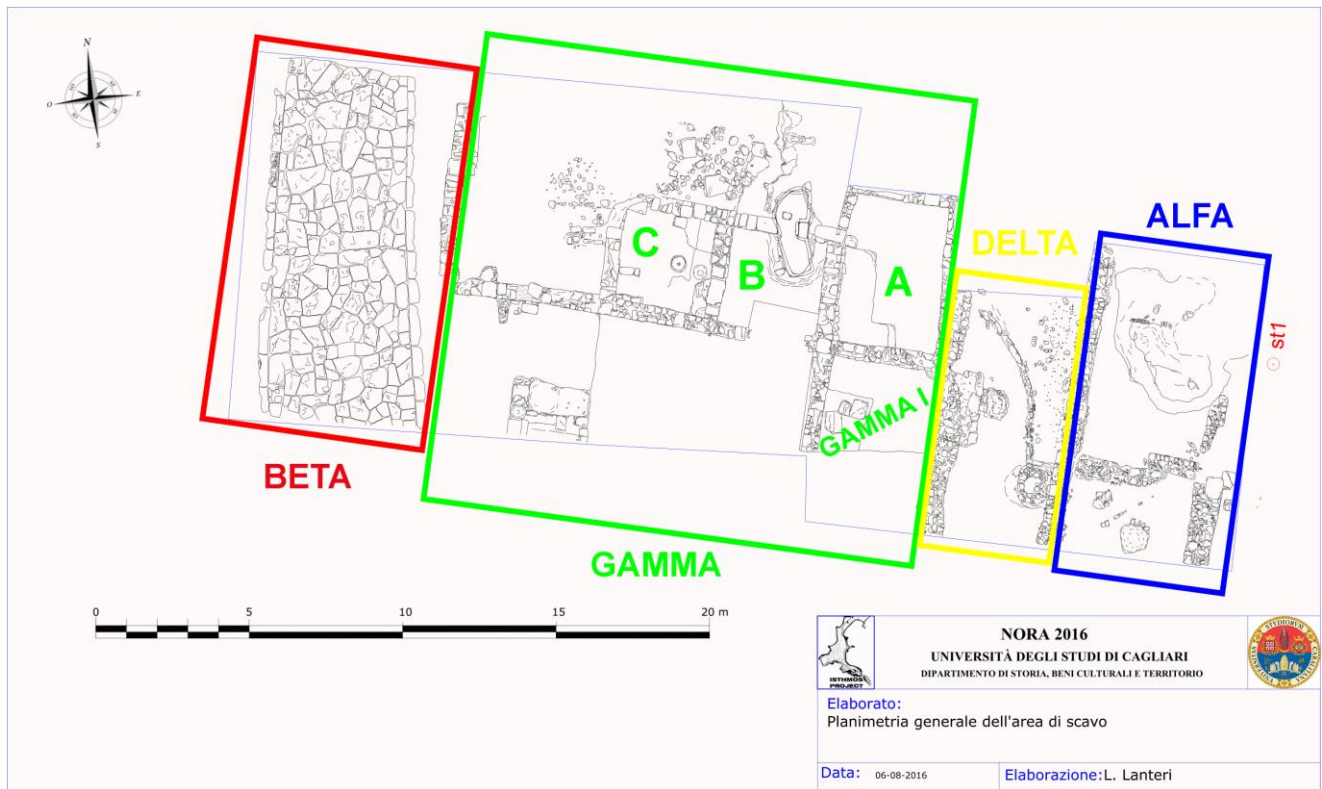 N
O
E
S
ALFA
DELTA
C
B
A
st1
GAMMA I
BETA
GAMMA
0 5 10 15 20 m
ISTHMOS
PROJECT
NORA 2016
UNIVERSITÀ DEGLI STUDI DI CAGLIARI
DIPARTIMENTO DI STORIA, BENI CULTURALI E TERRITORIO
Elaborato:
Planimetria generale dell'area di scavo
Data: 06-08-2016
Elaborazione:L. Lanteri